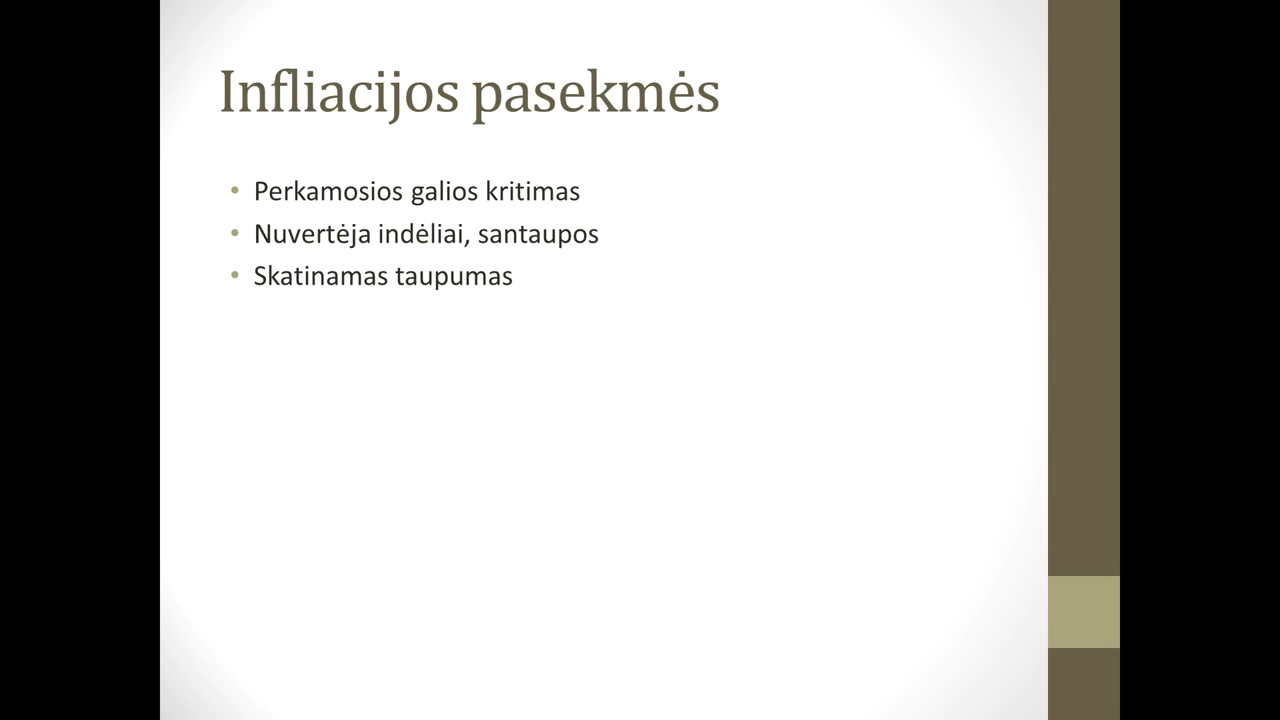 Infliacijos pasekmės
• Perkamosios galios kritimas
• Nuvertėja indėliai, santaupos
• Skatinamas taupumas